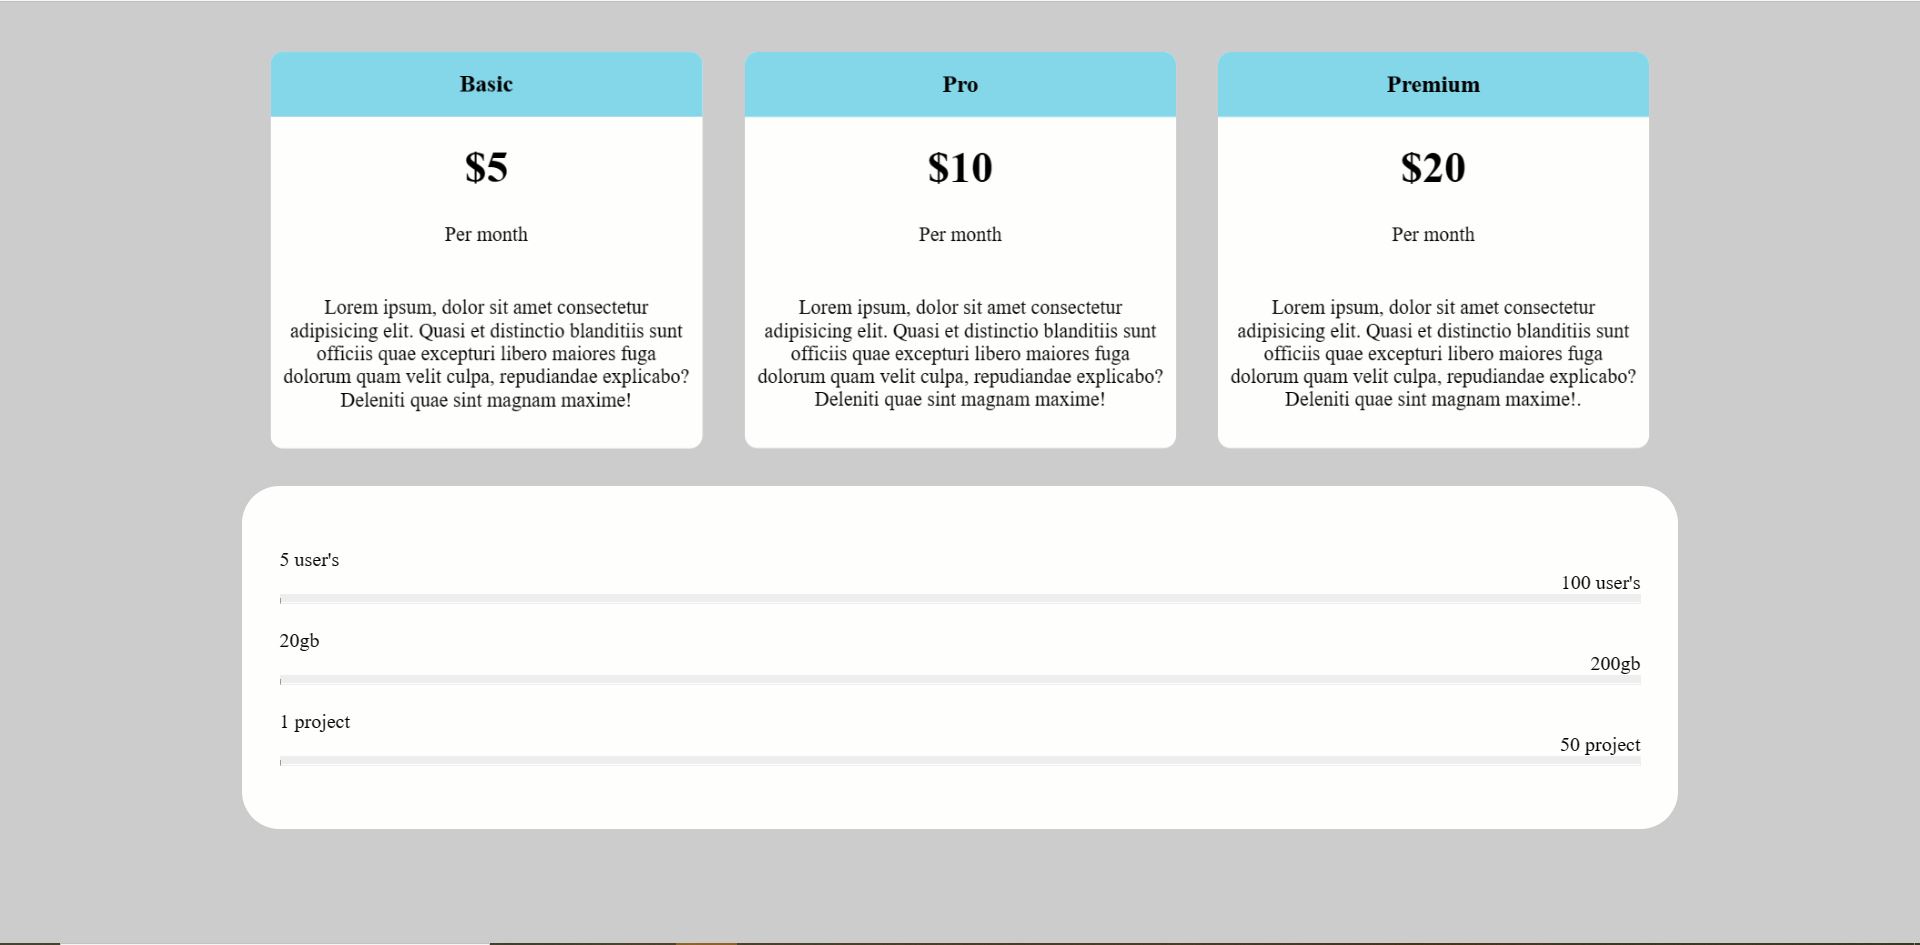 Basic
$5
Per month
Lorem ipsum, dolor sit amet consectetur
adipisicing elit. Quasi et distinctio blanditiis sunt
officiis quae excepturi libero maiores fuga
dolorum quam velit culpa, repudiandae explicabo?
Deleniti quae sint magnam maxime!
Pro
$10
Per month
Lorem ipsum, dolor sit amet consectetur
adipisicing elit. Quasi et distinctio blanditiis sunt
officiis quae excepturi libero maiores fuga
dolorum quam velit culpa, repudiandae explicabo?
Deleniti quae sint magnam maxime!
Premium
$20
Per month
Lorem ipsum, dolor sit amet consectetur
adipisicing elit. Quasi et distinctio blanditiis sunt
officiis quae excepturi libero maiores fuga
dolorum quam velit culpa, repudiandae explicabo?
Deleniti quae sint magnam maxime!.
5 user's
100 user's
20gb
200gb
1 project
50 project